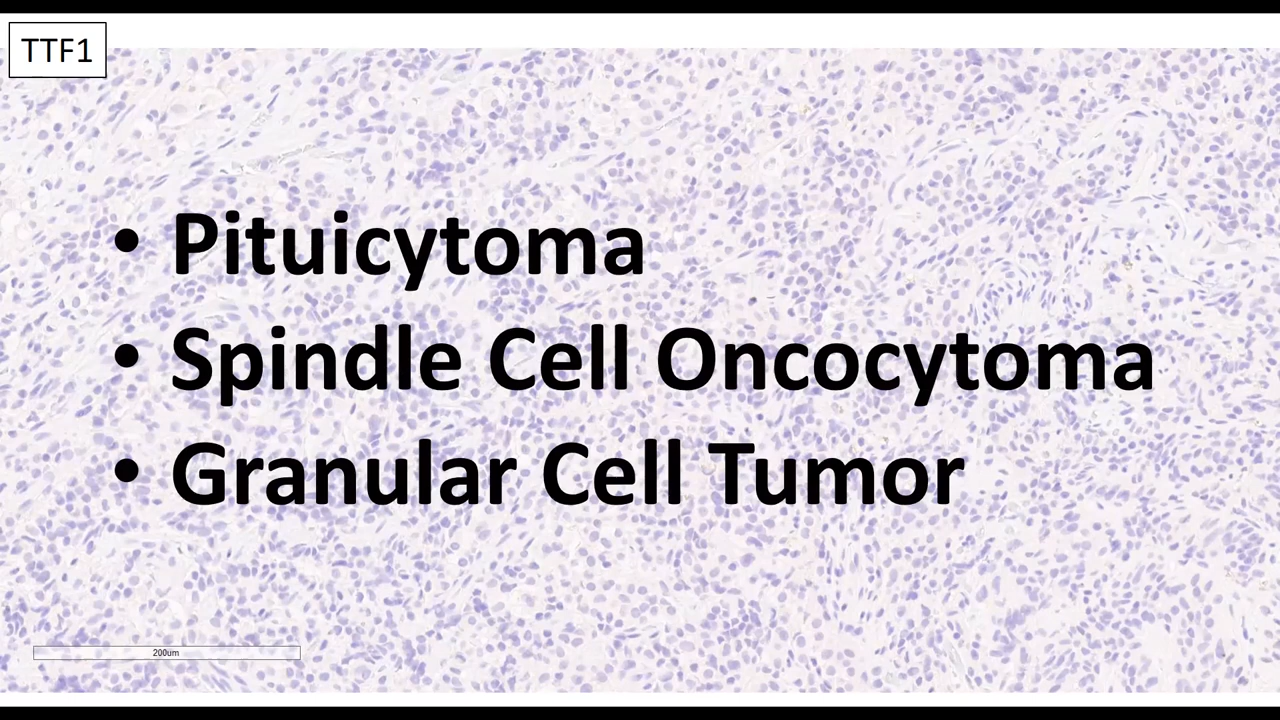 TTF1
• Pituicytoma
• Spindle Cell Oncocytoma
• Granular Cell Tumor
200um